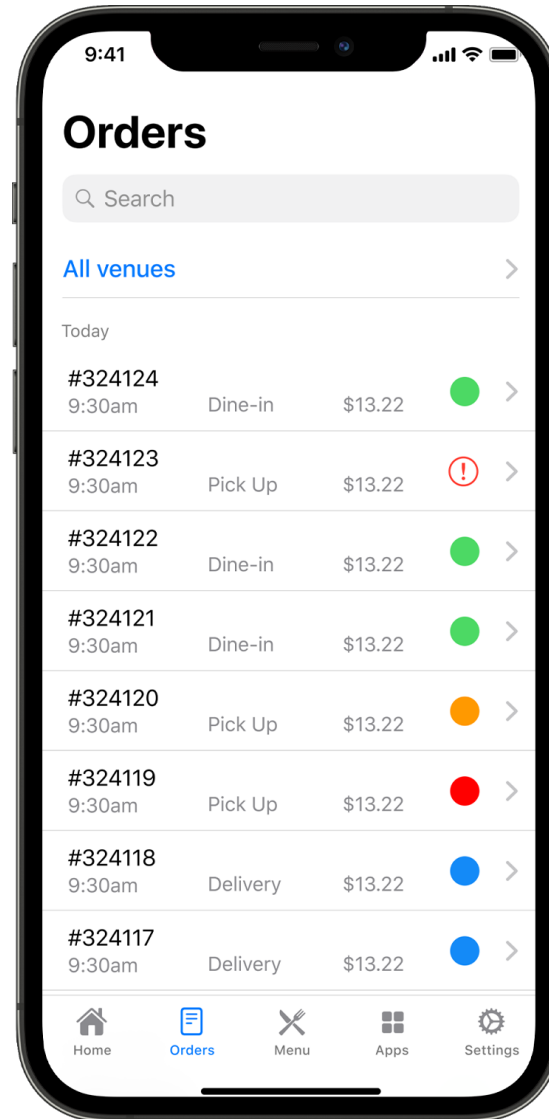 9:41
Orders
Search
All venues
Today
#324124
9:30am Dine-in $13.22
#324123
9:30am Pick Up $13.22
#324122
9:30am Dine-in $13.22
#324121
9:30am Dine-in $13.22
#324120
9:30am Pick Up $13.22
#324119
9:30am Pick Up $13.22
#324118
9:30am Delivery $13.22
#324117
9:30am Delivery $13.22
Home Orders Menu Apps Settings